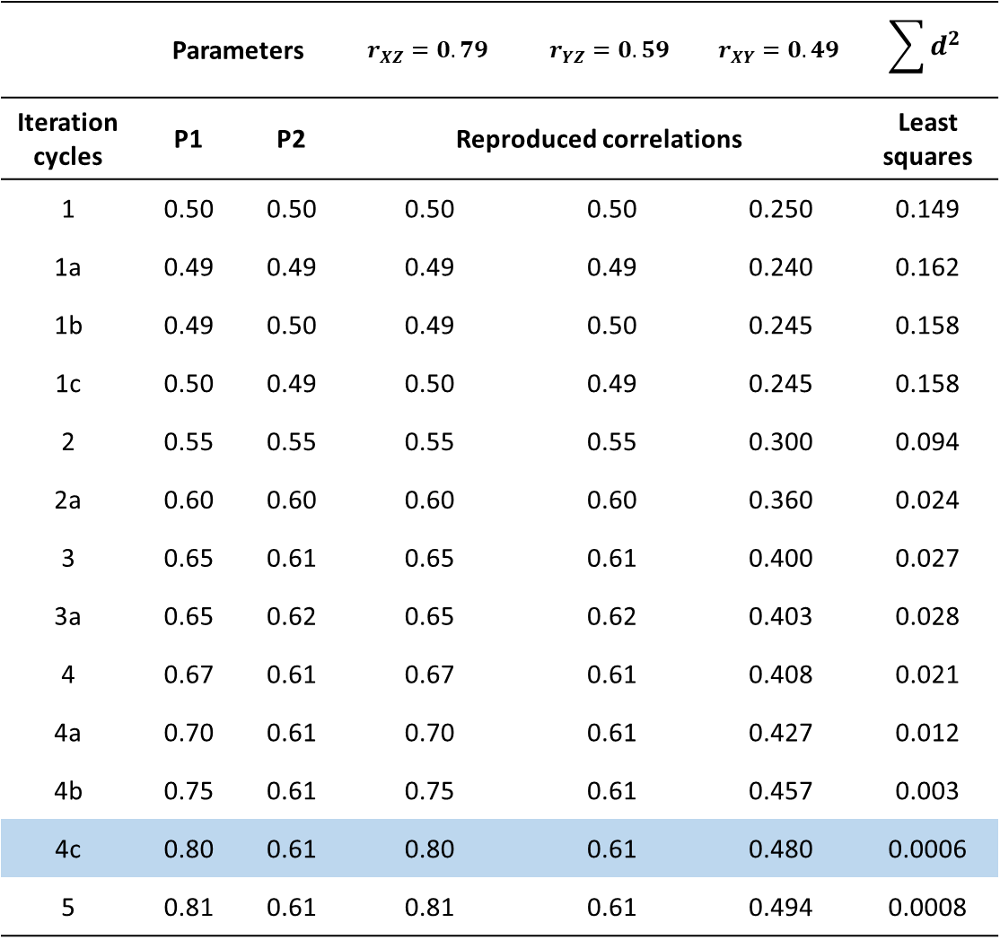 Parameters r_XZ = 0.79 r_YZ = 0.59 r_XY = 0.49 ∑ d²
Iteration cycles P1 P2 Reproduced correlations Least squares
1 0.50 0.50 0.50 0.50 0.250 0.149
1a 0.49 0.49 0.49 0.49 0.240 0.162
1b 0.49 0.50 0.49 0.50 0.245 0.158
1c 0.50 0.49 0.50 0.49 0.245 0.158
2 0.55 0.55 0.55 0.55 0.300 0.094
2a 0.60 0.60 0.60 0.60 0.360 0.024
3 0.65 0.61 0.65 0.61 0.400 0.027
3a 0.65 0.62 0.65 0.62 0.403 0.028
4 0.67 0.61 0.67 0.61 0.408 0.021
4a 0.70 0.61 0.70 0.61 0.427 0.012
4b 0.75 0.61 0.75 0.61 0.457 0.003
4c 0.80 0.61 0.80 0.61 0.480 0.0006
5 0.81 0.61 0.81 0.61 0.494 0.0008